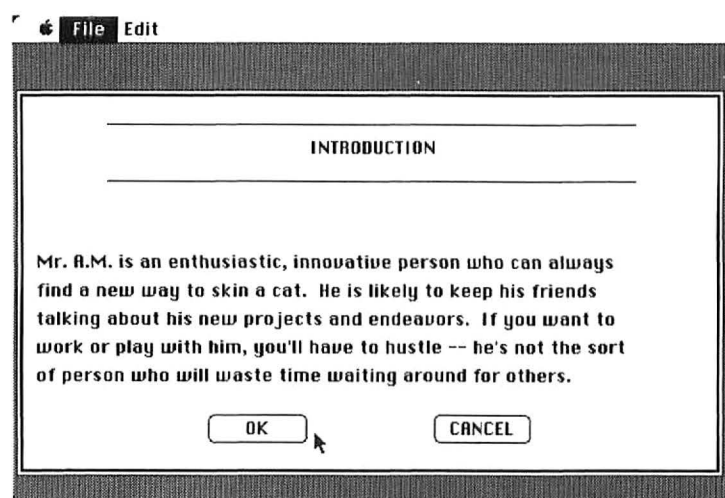 File Edit
INTRODUCTION
Mr. A.M. is an enthusiastic, innovative person who can always
find a new way to skin a cat. He is likely to keep his friends
talking about his new projects and endeavors. If you want to
work or play with him, you'll have to hustle -- he's not the sort
of person who will waste time waiting around for others.
OK CANCEL